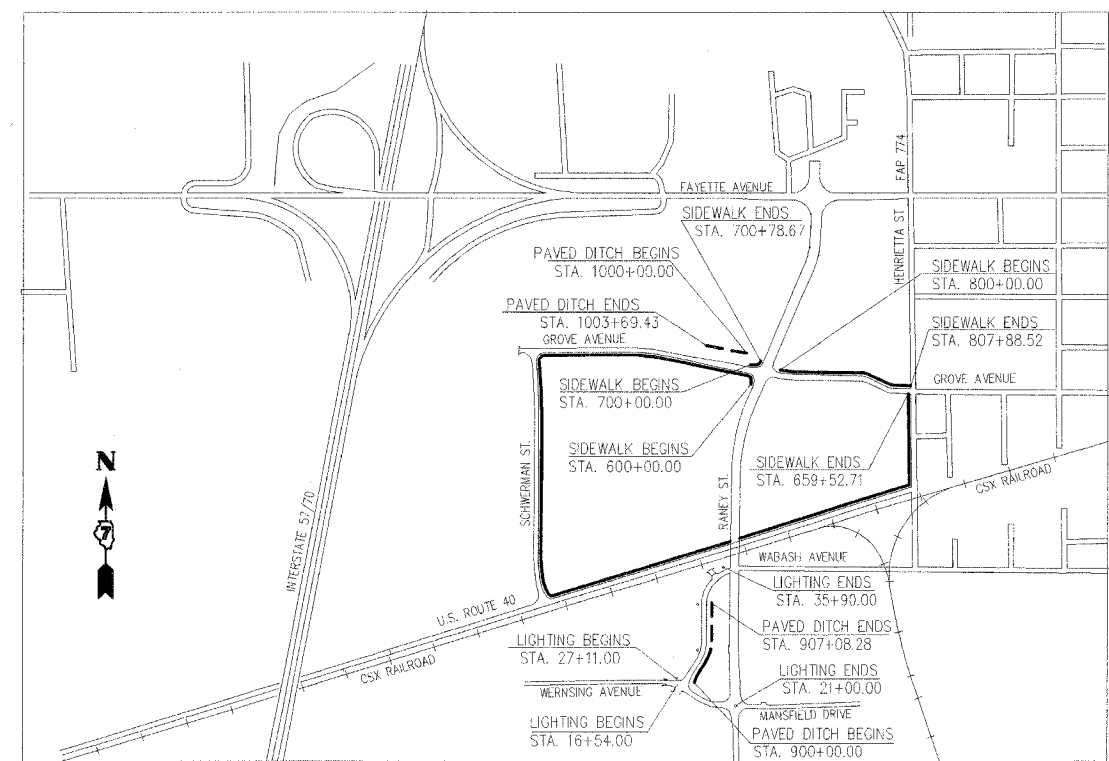 FAP 774
FAYETTE AVENUE
SIDEWALK ENDS
STA. 700+78.67
HENRIETTA ST.
PAVED DITCH BEGINS
STA. 1000+00.00
SIDEWALK BEGINS
STA. 800+00.00
PAVED DITCH ENDS
STA. 1003+69.43
GROVE AVENUE
SIDEWALK ENDS
STA. 807+88.52
GROVE AVENUE
SIDEWALK BEGINS
STA. 700+00.00
SIDEWALK BEGINS
STA. 600+00.00
SIDEWALK ENDS
STA. 659+52.71
N
7
SCHWERMAN ST.
RANEY ST.
CSX RAILROAD
INTERSTATE 57/70
WABASH AVENUE
U.S. ROUTE 40
LIGHTING ENDS
STA. 35+90.00
PAVED DITCH ENDS
STA. 907+08.28
LIGHTING BEGINS
STA. 27+11.00
CSX RAILROAD
WERNSING AVENUE
LIGHTING ENDS
STA. 21+00.00
MANSFIELD DRIVE
LIGHTING BEGINS
STA. 16+54.00
PAVED DITCH BEGINS
STA. 900+00.00